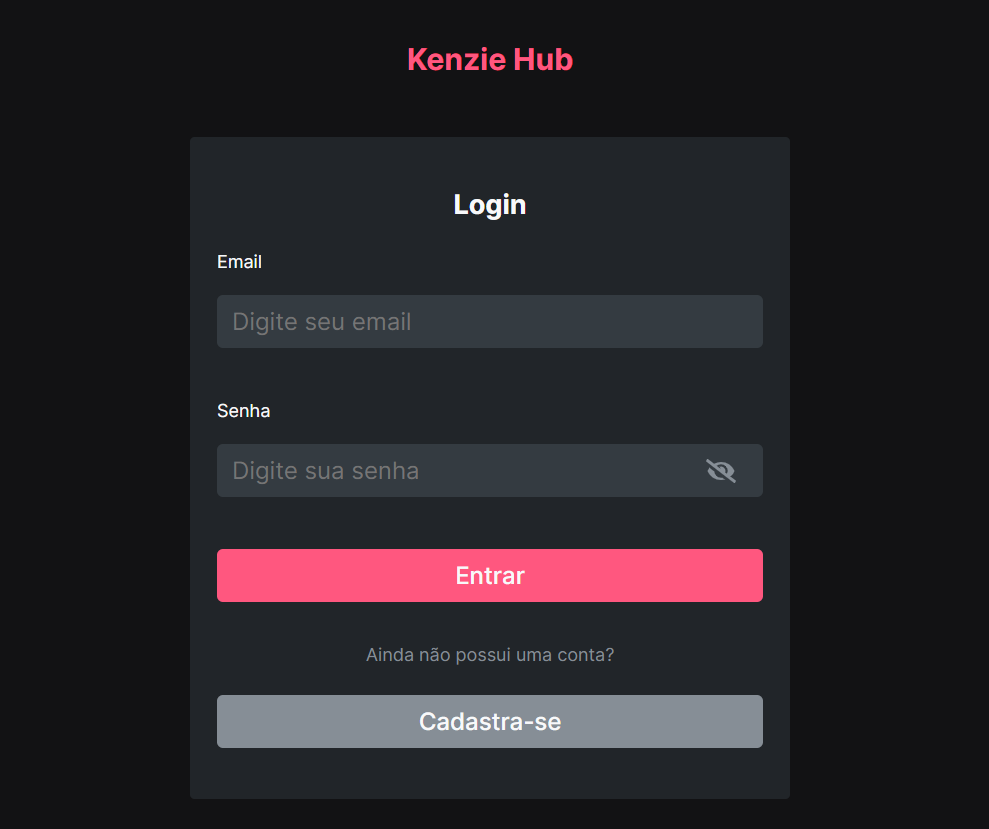 Kenzie Hub
Login
Email
Digite seu email
Senha
Digite sua senha
Entrar
Ainda não possui uma conta?
Cadastra-se